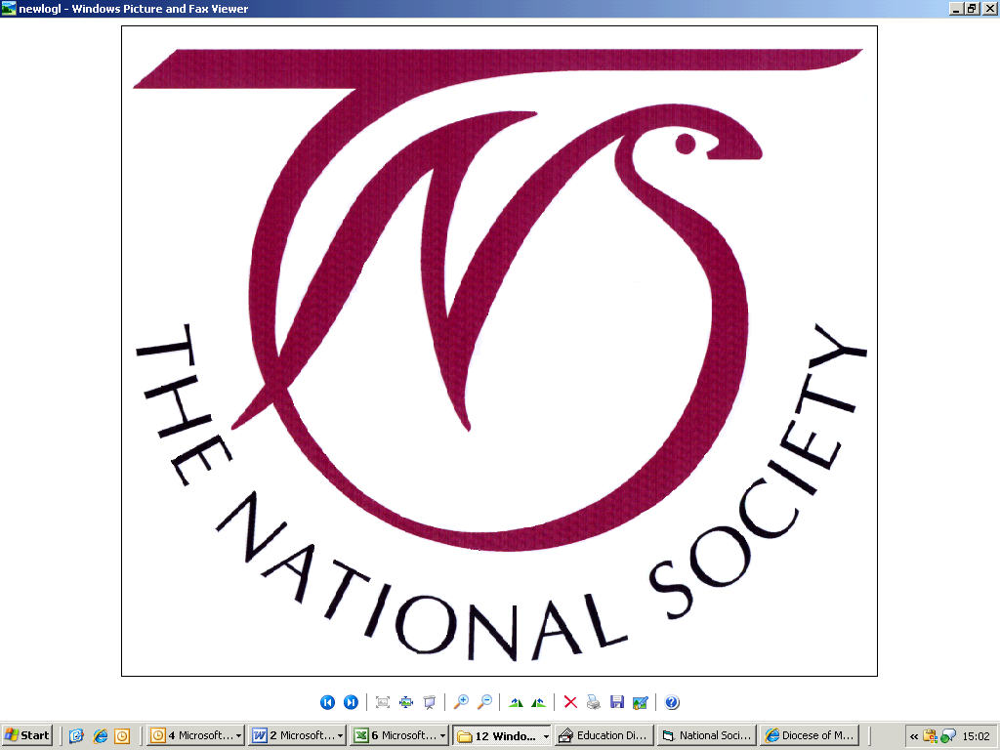 newlogl - Windows Picture and Fax Viewer
TNS
THE NATIONAL SOCIETY
Start
4 Microsoft...
2 Microsoft...
6 Microsoft...
12 Windo...
Education Di...
National Soci...
Diocese of M...
15:02